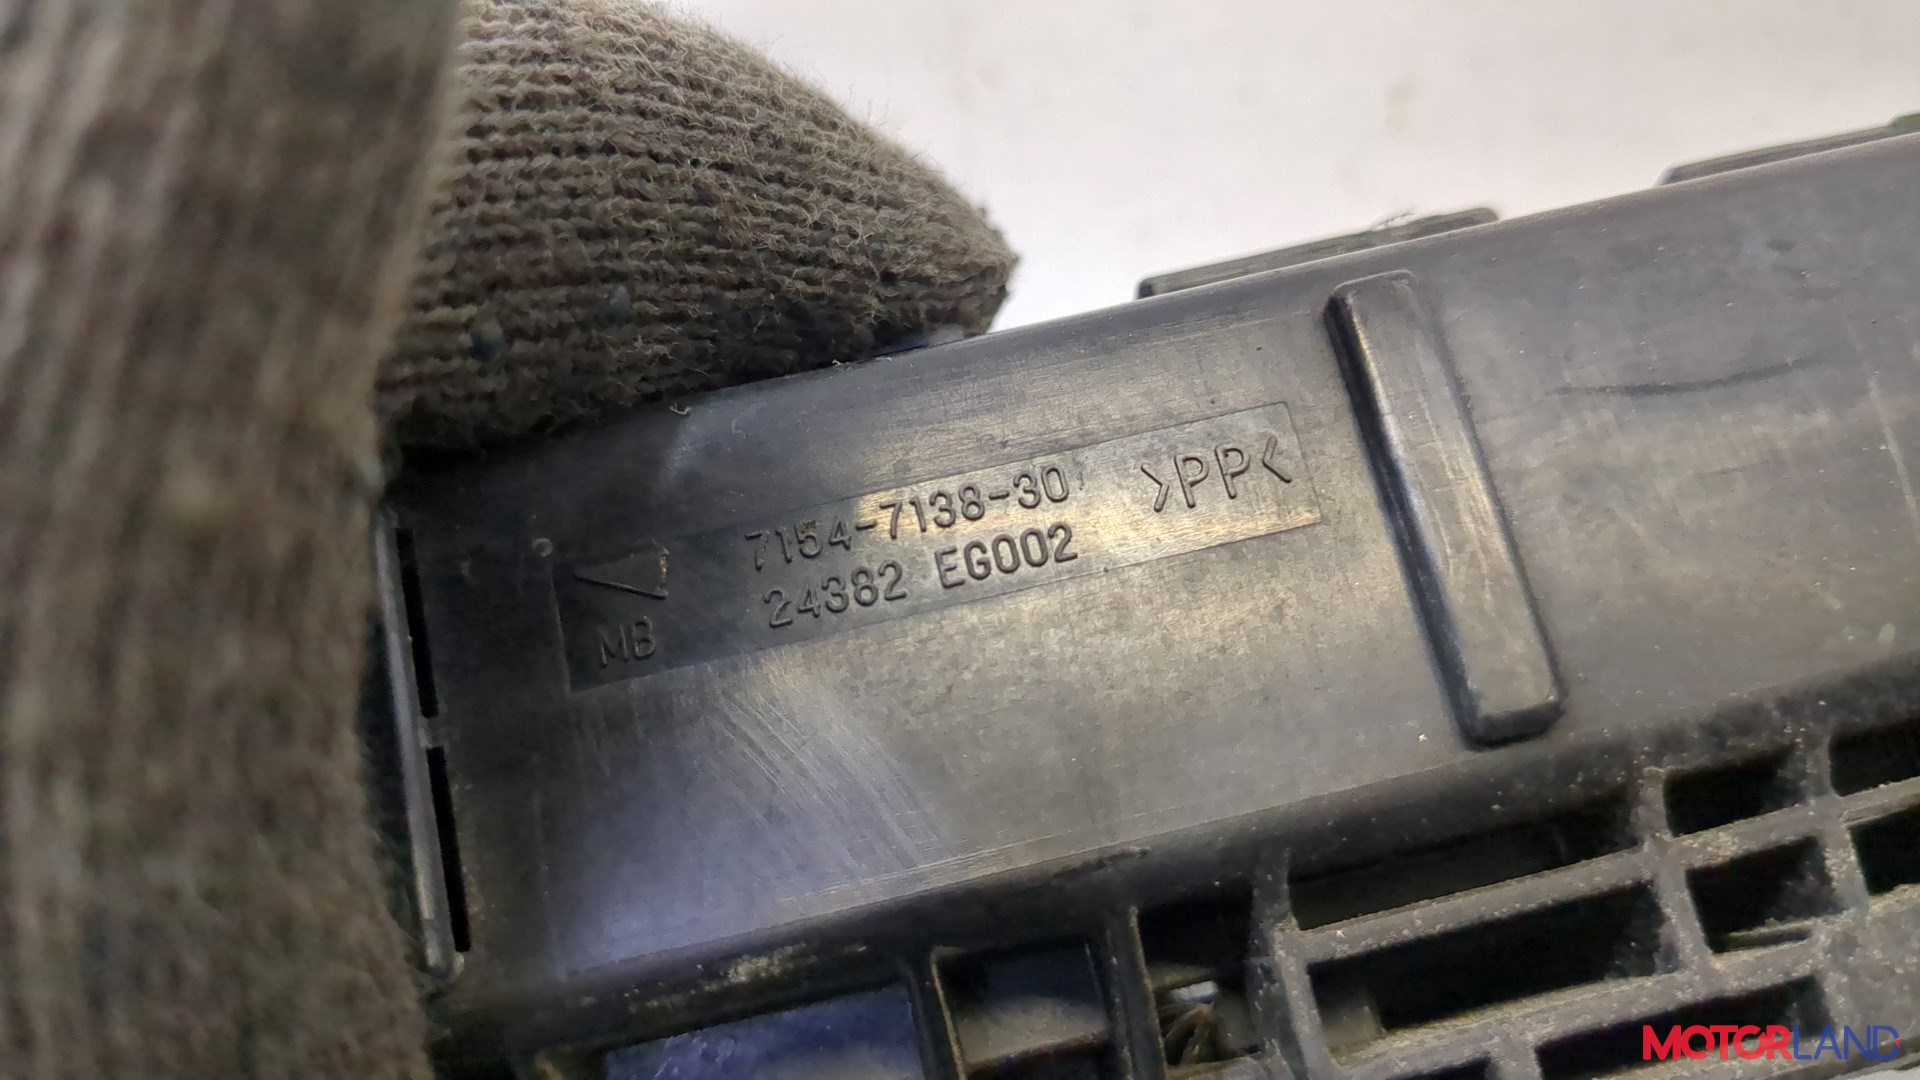 7154-7138-30 >PP<
24382 EG002
MB
MOTORLAND